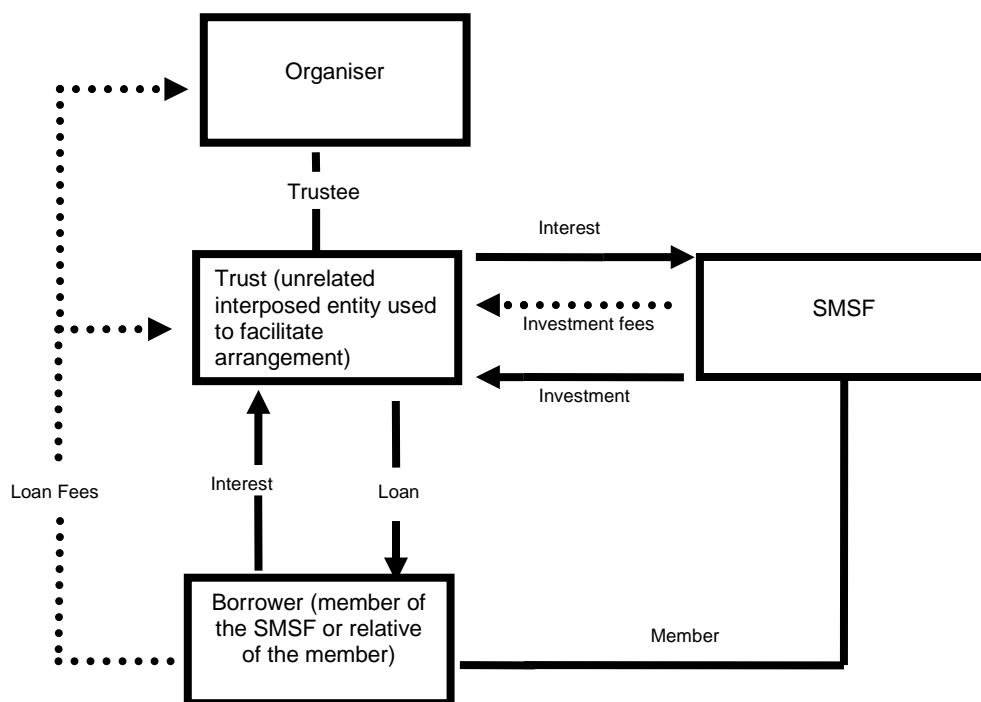 Organiser
Trustee
Interest
Trust (unrelated
interposed entity used
to facilitate
arrangement)
SMSF
Investment fees
Investment
Loan Fees
Interest
Loan
Borrower (member of
the SMSF or relative
of the member)
Member